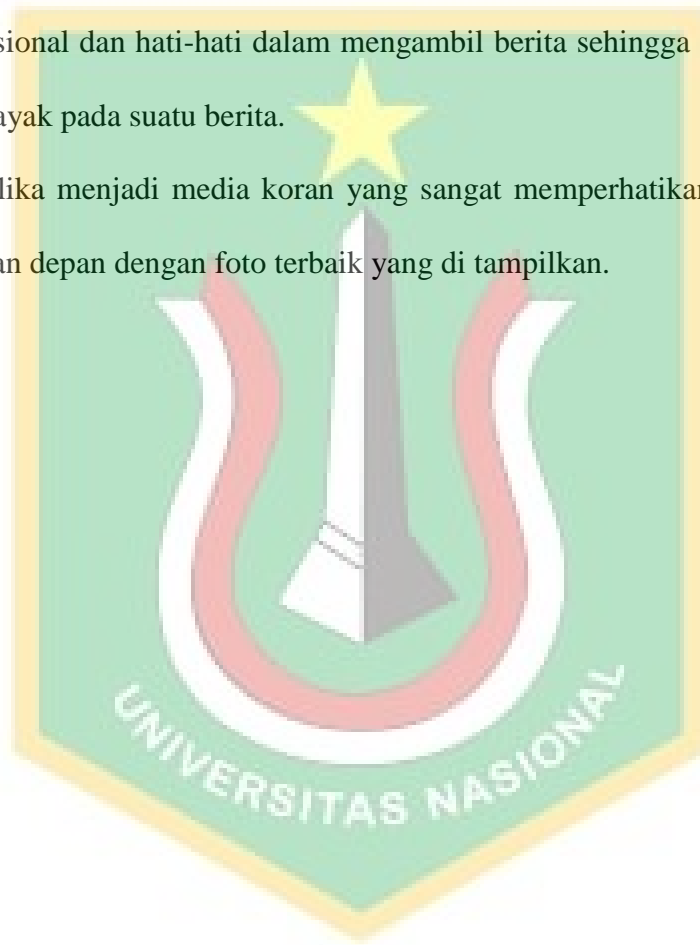 sional dan hati-hati dalam mengambil berita sehingga
ayak pada suatu berita.
lika menjadi media koran yang sangat memperhatikan
an depan dengan foto terbaik yang di tampilkan.
UNIVERSITAS NASIONAL